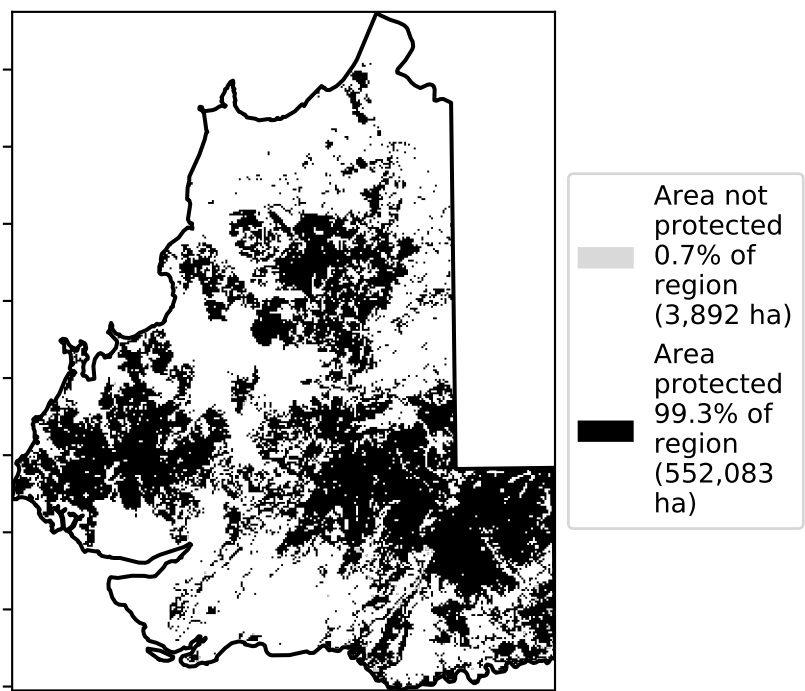 Area not
protected
0.7% of
region
(3,892 ha)
Area
protected
99.3% of
region
(552,083
ha)